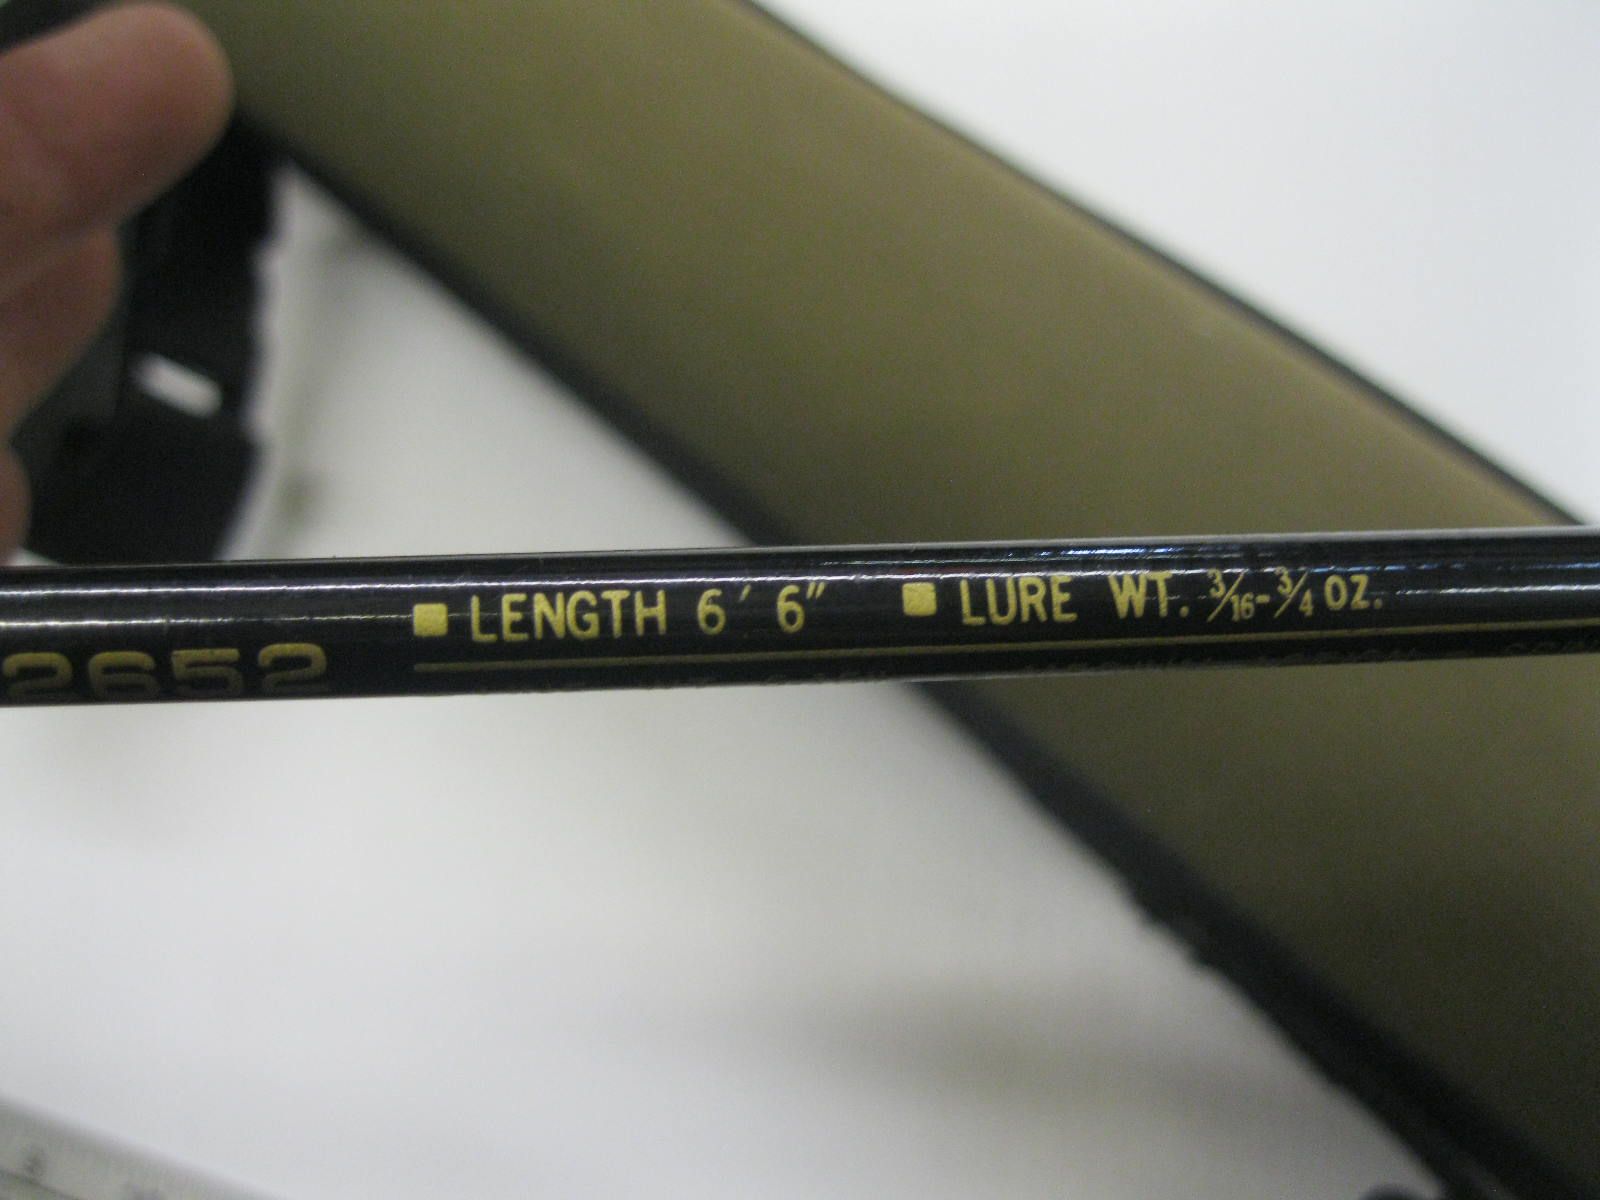 ■ LENGTH 6' 6" ■ LURE WT. 3/16-3/4 OZ.
2652